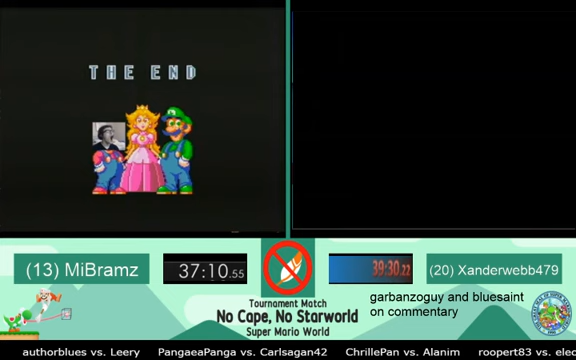 THE END
(13) MiBramz
37:10.55
39:30.22
(20) Xanderwebb479
Tournament Match
No Cape, No Starworld
Super Mario World
garbanzoguy and bluesaint
on commentary
authorblues vs. Leery PangaeaPanga vs. Carlsagan42 ChrillePan vs. Alanim roopert83 vs. elec